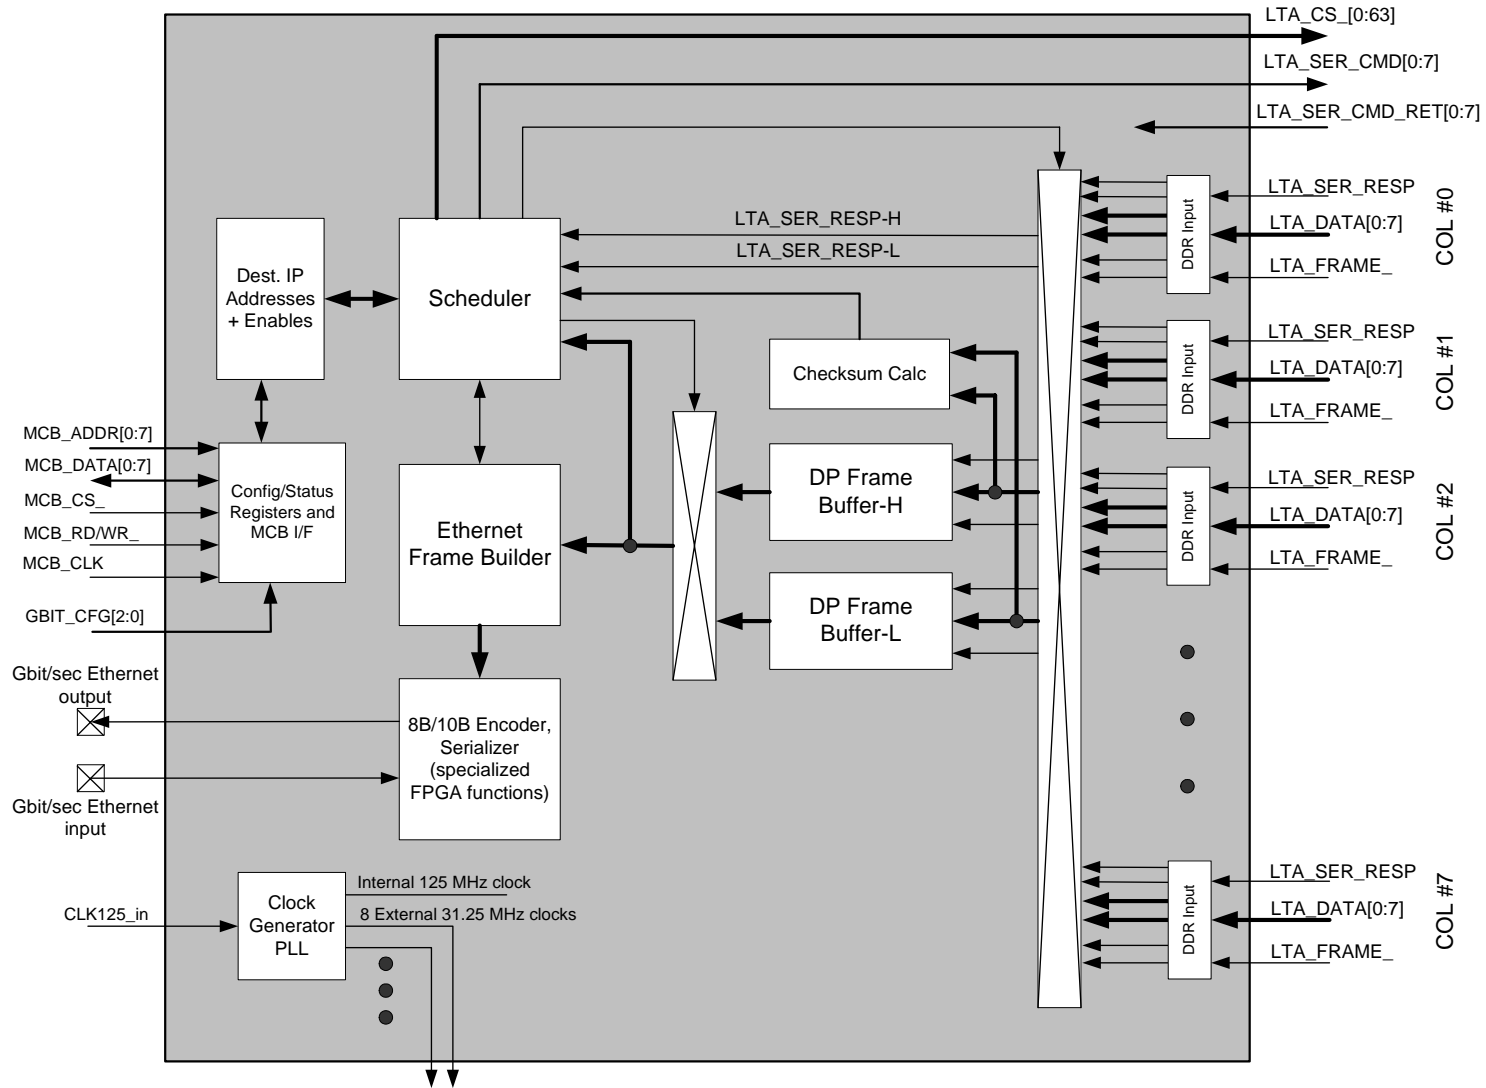 LTA_CS_[0:63]
LTA_SER_CMD[0:7]
LTA_SER_CMD_RET[0:7]
LTA_SER_RESP
LTA_DATA[0:7]
LTA_FRAME_
DDR Input
COL #0
LTA_SER_RESP-H
LTA_SER_RESP-L
Dest. IP
Addresses
+ Enables
Scheduler
LTA_SER_RESP
LTA_DATA[0:7]
LTA_FRAME_
DDR Input
COL #1
Checksum Calc
MCB_ADDR[0:7]
MCB_DATA[0:7]
MCB_CS_
MCB_RD/WR_
MCB_CLK
GBIT_CFG[2:0]
Config/Status
Registers and
MCB I/F
Ethernet
Frame Builder
DP Frame
Buffer-H
DP Frame
Buffer-L
LTA_SER_RESP
LTA_DATA[0:7]
LTA_FRAME_
DDR Input
COL #2
Gbit/sec Ethernet
output
Gbit/sec Ethernet
input
8B/10B Encoder,
Serializer
(specialized
FPGA functions)
CLK125_in
Clock
Generator
PLL
Internal 125 MHz clock
8 External 31.25 MHz clocks
LTA_SER_RESP
LTA_DATA[0:7]
LTA_FRAME_
DDR Input
COL #7